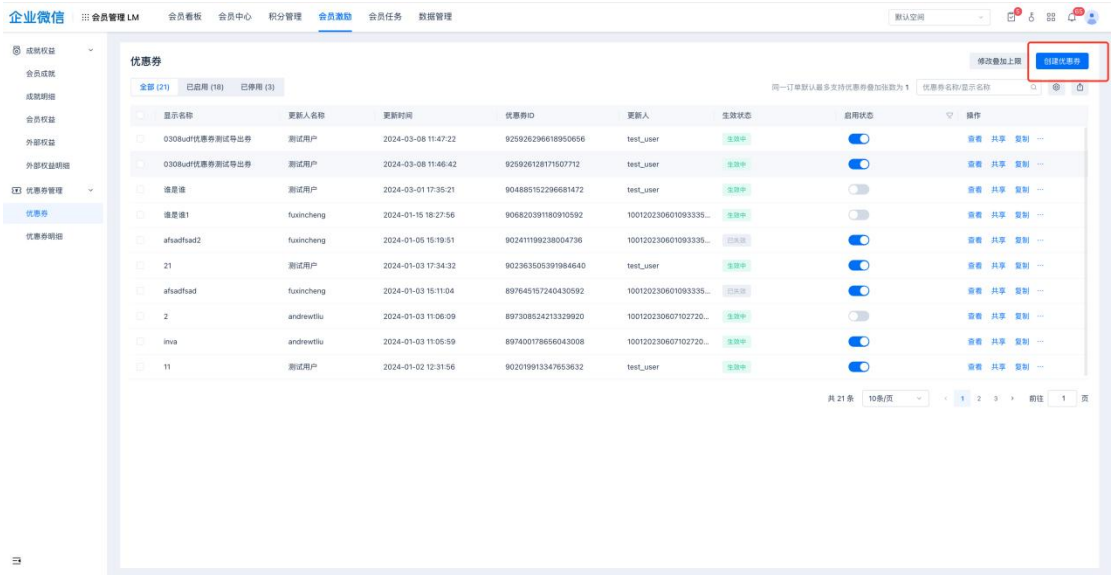 企业微信 会员管理 LM 会员看板 会员中心 积分管理 会员激励 会员任务 数据管理 默认空间 5 05
成就权益
会员成就
成就明细
会员权益
外部权益
外部权益明细
优惠券管理
优惠券
优惠券明细
优惠券 修改叠加上限 创建优惠券
全部 (21) 已启用 (18) 已停用 (3) 同一订单默认最多支持优惠券叠加张数为 1 优惠券名称/显示名称
显示名称 更新人名称 更新时间 优惠券ID 更新人 生效状态 启用状态 操作
0308udf优惠券测试导出券 测试用户 2024-03-08 11:47:22 925926296618950656 test_user 生效中 查看 共享 复制 ...
0308udf优惠券测试导出券 测试用户 2024-03-08 11:46:42 925926128171507712 test_user 生效中 查看 共享 复制 ...
谁是谁 测试用户 2024-03-01 17:35:21 904885152296681472 test_user 生效中 查看 共享 复制 ...
谁是谁1 fuxincheng 2024-01-15 18:27:56 906820391180910592 100120230601093335... 生效中 查看 共享 复制 ...
afsadfsad2 fuxincheng 2024-01-05 15:19:51 902411199238004736 100120230601093335... 已失效 查看 共享 复制 ...
21 测试用户 2024-01-03 17:34:32 902363505391984640 test_user 生效中 查看 共享 复制 ...
afsadfsad fuxincheng 2024-01-03 15:11:04 897645157240430592 100120230601093335... 已失效 查看 共享 复制 ...
2 andrewtliu 2024-01-03 11:06:09 897308524213329920 100120230607102720... 生效中 查看 共享 复制 ...
inva andrewtliu 2024-01-03 11:05:59 897400178656043008 100120230607102720... 生效中 查看 共享 复制 ...
11 测试用户 2024-01-02 12:31:56 902019913347653632 test_user 生效中 查看 共享 复制 ...
共 21 条 10条/页 1 2 3 前往 1 页